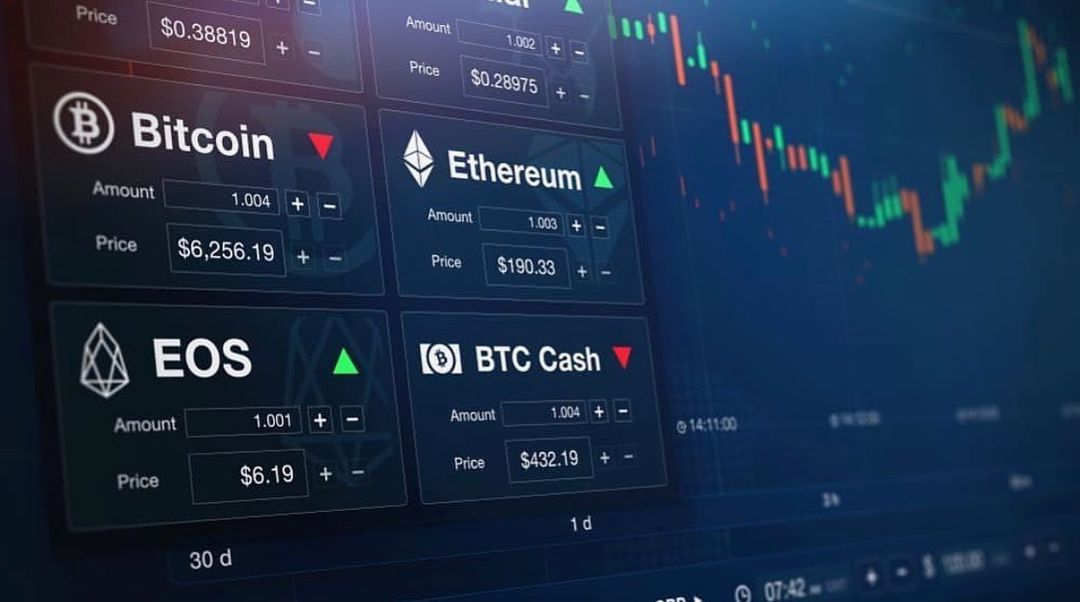 Price $0.38819 + −
Amount 1.002 + −
Price $0.28975 + −
Bitcoin
Amount 1.004 + −
Price $6,256.19 + −
Ethereum
Amount 1.003 + −
Price $190.33 + −
EOS
Amount 1.001 + −
Price $6.19 + −
BTC Cash
Amount 1.004 + −
Price $432.19 + −
14:11:00
30 d
1 d
07:42